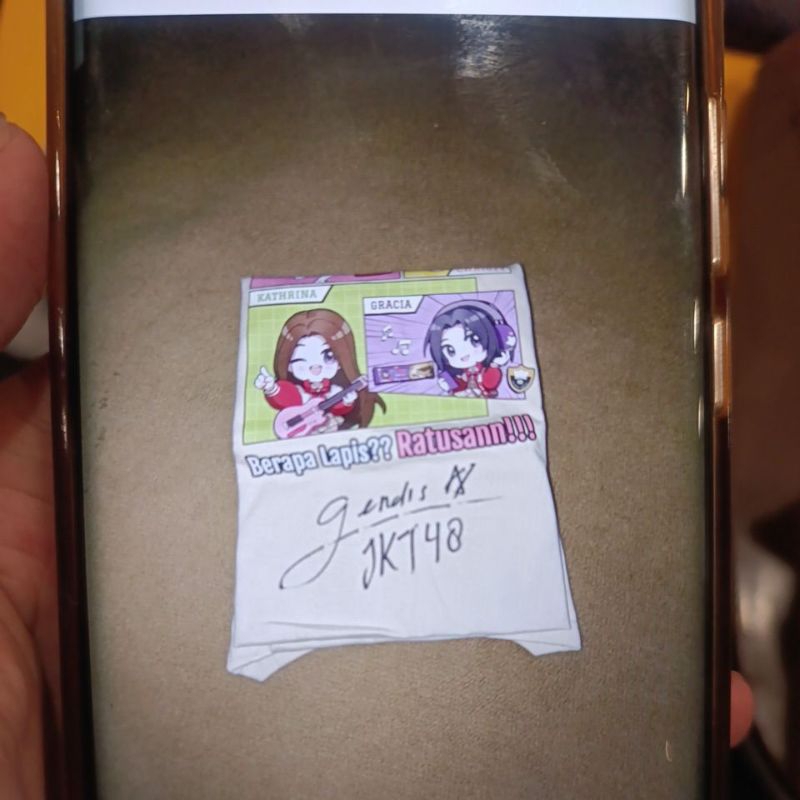 KATHRINA
GRACIA
Berapa Lapis?? Ratusann!!!
gendis
JKT48